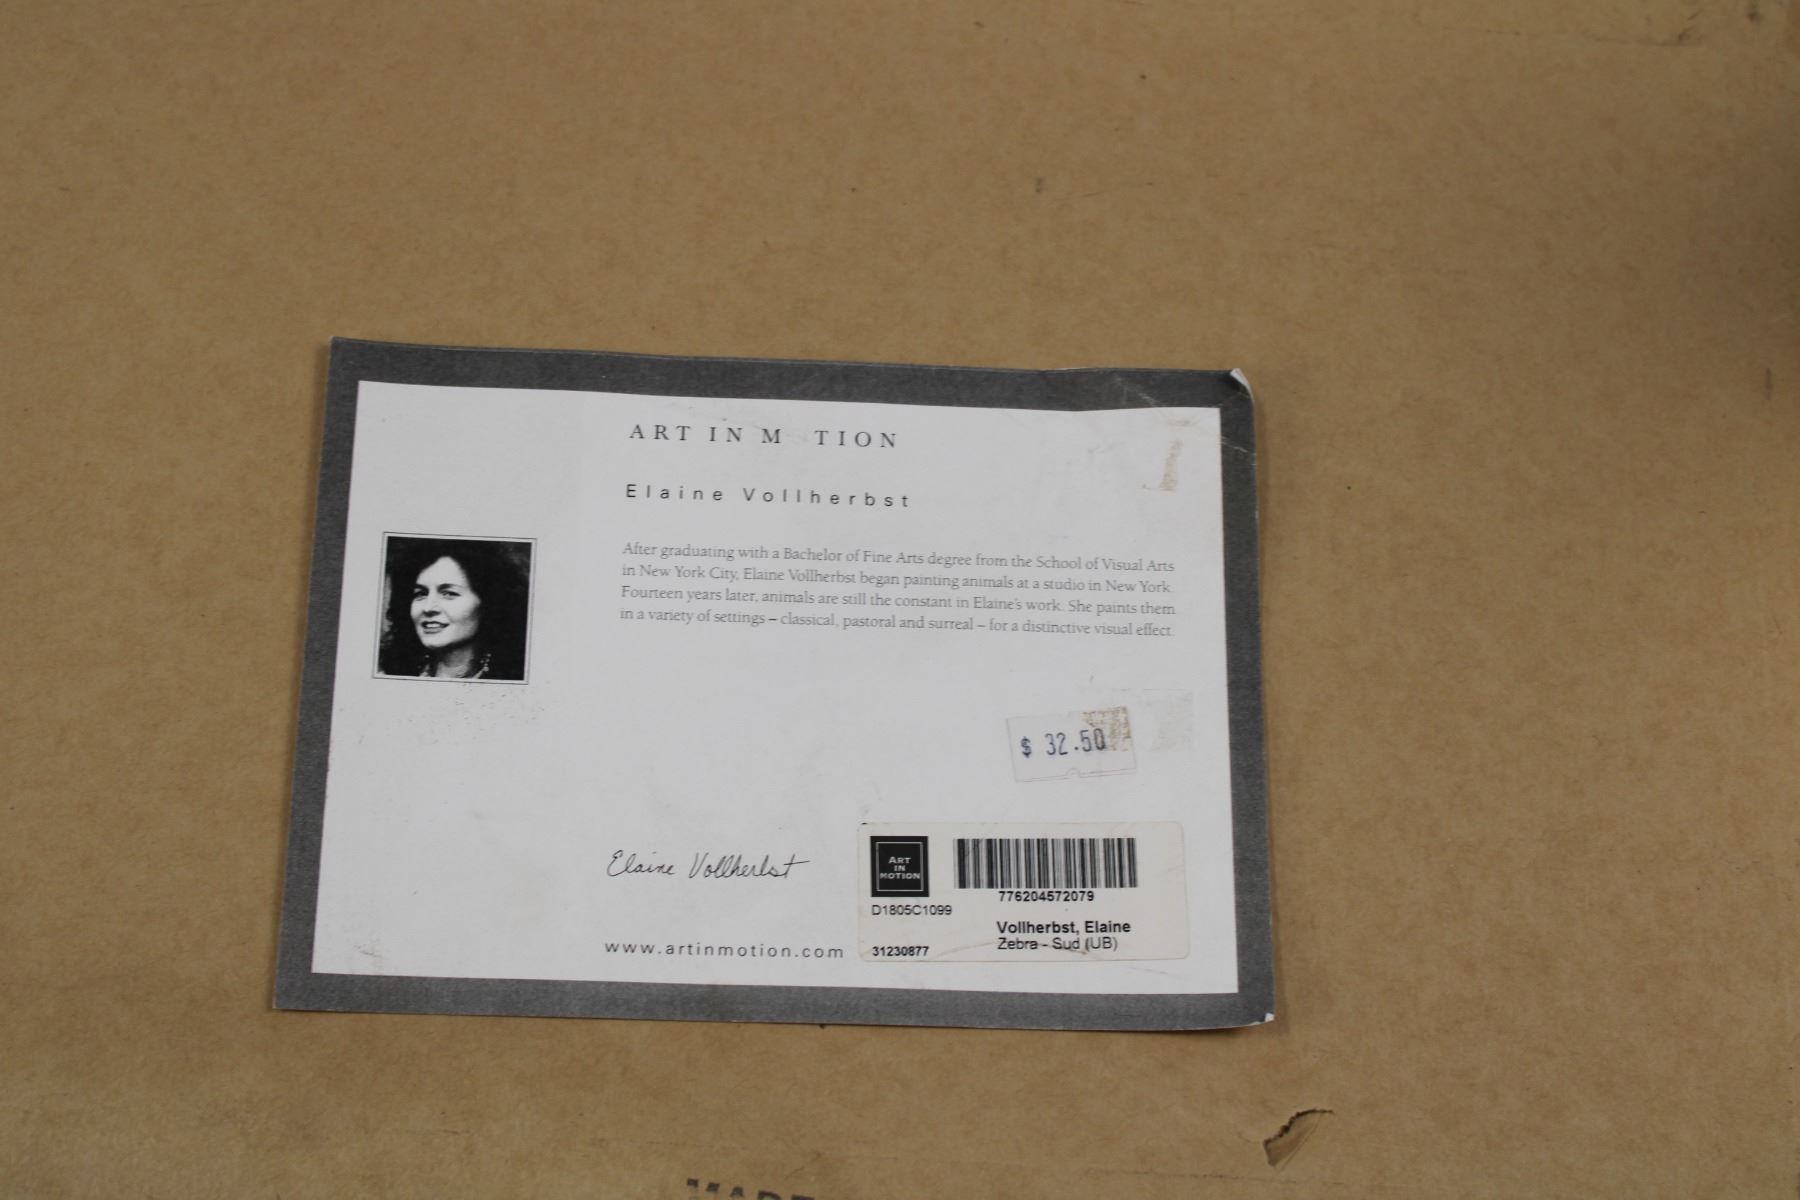 ART IN M TION
Elaine Vollherbst
After graduating with a Bachelor of Fine Arts degree from the School of Visual Arts
in New York City, Elaine Vollherbst began painting animals at a studio in New York.
Fourteen years later, animals are still the constant in Elaine's work. She paints them
in a variety of settings – classical, pastoral and surreal – for a distinctive visual effect.
$ 32.50
Elaine Vollherbst
www.artinmotion.com
ART
IN
MOTION
776204572079
D1805C1099
Vollherbst, Elaine
Zebra - Sud (UB)
31230877